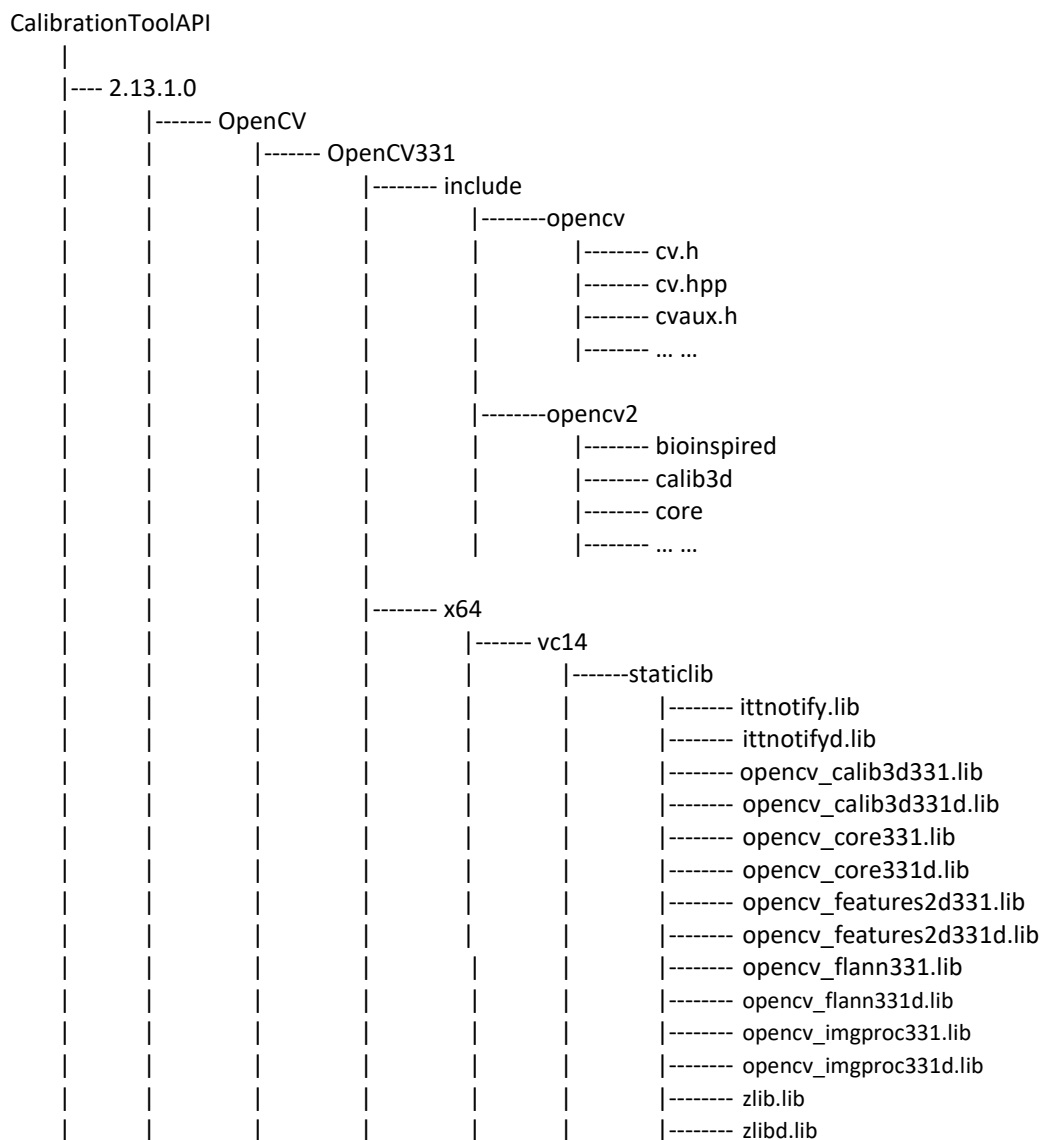 CalibrationToolAPI
|
|---- 2.13.1.0
| |------- OpenCV
| | |------- OpenCV331
| | | |-------- include
| | | | |--------opencv
| | | | | |-------- cv.h
| | | | | |-------- cv.hpp
| | | | | |-------- cvaux.h
| | | | | |-------- ... ...
| | | | |
| | | | |--------opencv2
| | | | | |-------- bioinspired
| | | | | |-------- calib3d
| | | | | |-------- core
| | | | | |-------- ... ...
| | | |
| | | |-------- x64
| | | | |------- vc14
| | | | | |-------staticlib
| | | | | | |-------- ittnotify.lib
| | | | | | |-------- ittnotifyd.lib
| | | | | | |-------- opencv_calib3d331.lib
| | | | | | |-------- opencv_calib3d331d.lib
| | | | | | |-------- opencv_core331.lib
| | | | | | |-------- opencv_core331d.lib
| | | | | | |-------- opencv_features2d331.lib
| | | | | | |-------- opencv_features2d331d.lib
| | | | | | |-------- opencv_flann331.lib
| | | | | | |-------- opencv_flann331d.lib
| | | | | | |-------- opencv_imgproc331.lib
| | | | | | |-------- opencv_imgproc331d.lib
| | | | | | |-------- zlib.lib
| | | | | | |-------- zlibd.lib